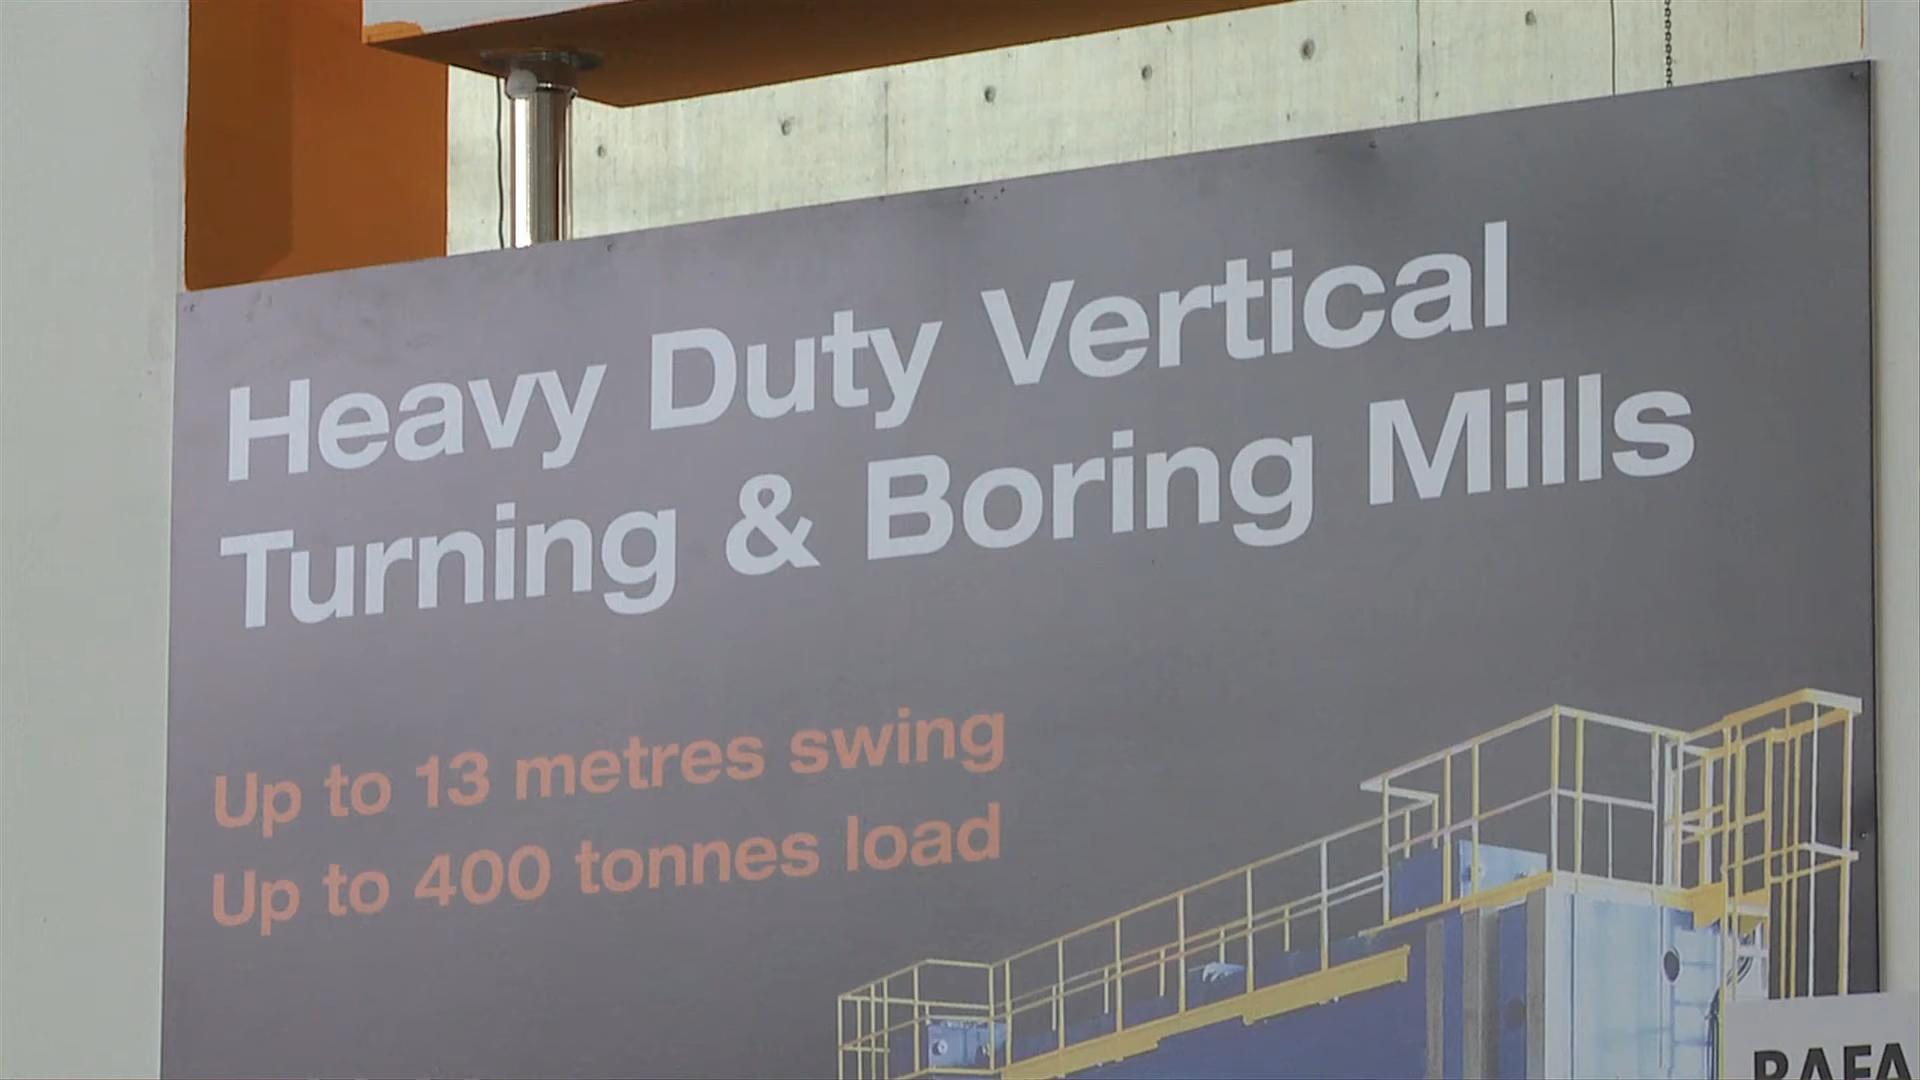 Heavy Duty Vertical
Turning & Boring Mills
Up to 13 metres swing
Up to 400 tonnes load